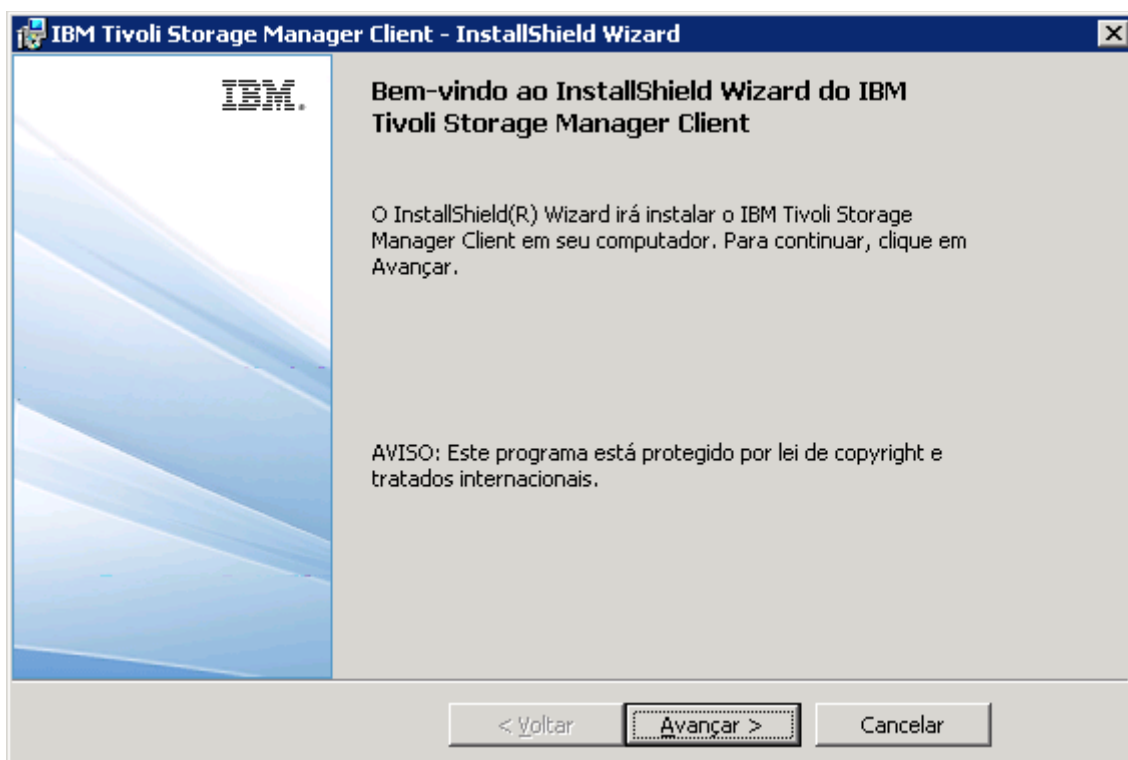 IBM Tivoli Storage Manager Client - InstallShield Wizard
IBM.
Bem-vindo ao InstallShield Wizard do IBM
Tivoli Storage Manager Client
O InstallShield(R) Wizard irá instalar o IBM Tivoli Storage
Manager Client em seu computador. Para continuar, clique em
Avançar.
AVISO: Este programa está protegido por lei de copyright e
tratados internacionais.
< Voltar
Avançar >
Cancelar